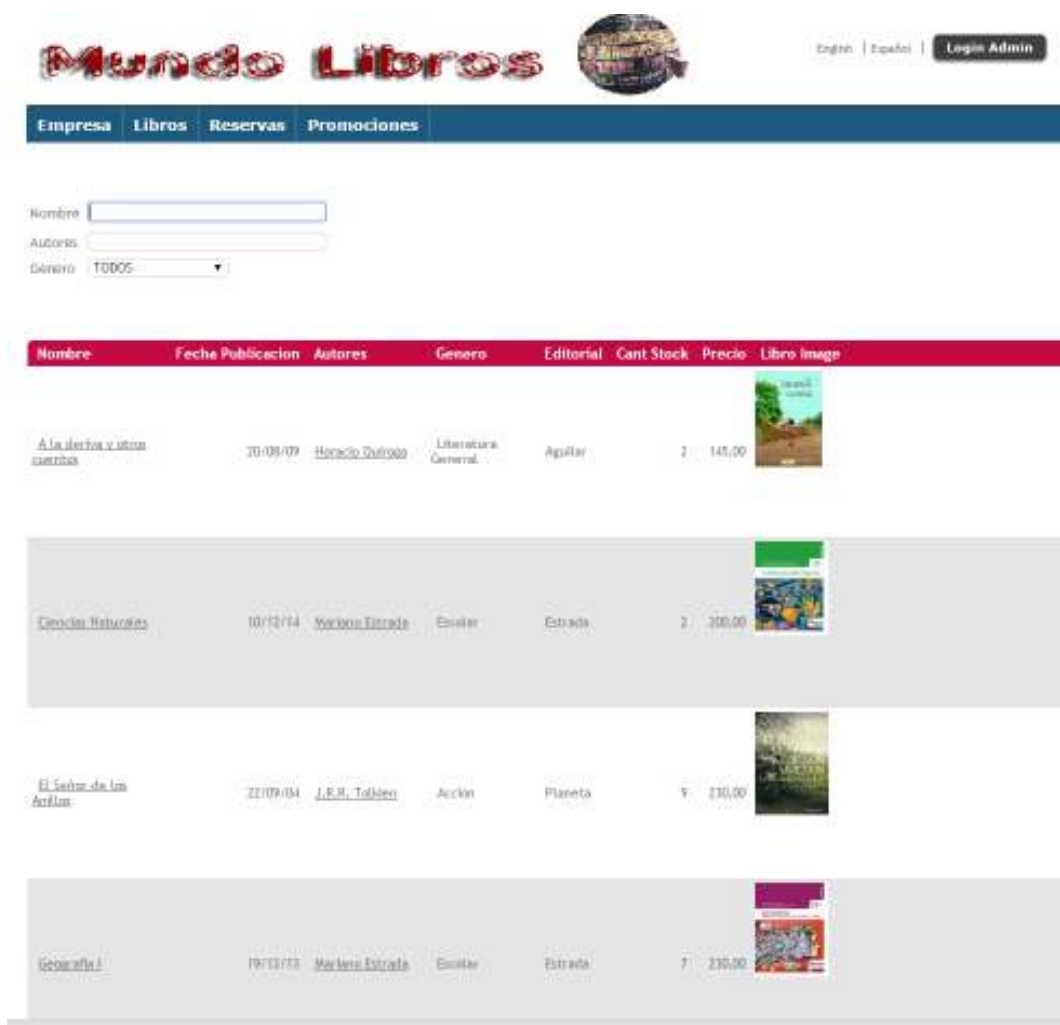 Mundo Libros
English | Español | Login Admin
Empresa Libros Reservas Promociones
Nombre
Autores
Genero TODOS
Nombre Fecha Publicacion Autores Genero Editorial Cant Stock Precio Libro Image
A la deriva y otros
cuentos
20/08/09 Horacio Quiroga Literatura
General
Aguilar 2 145,00
Ciencias Naturales 10/12/14 Mariano Estrada Escolar Estrada 2 200,00
El Señor de los
Anillos
22/09/04 J.R.R. Tolkien Accion Planeta 9 230,00
Geografia I 19/12/13 Mariano Estrada Escolar Estrada 7 230,00